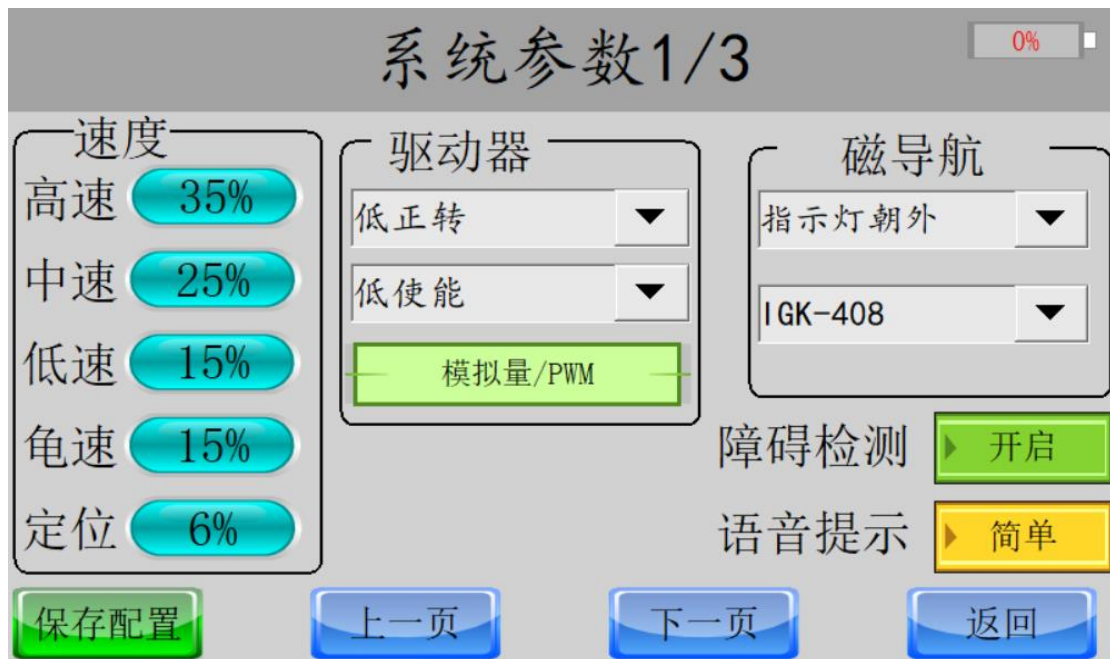 系统参数1/3
0%
速度
高速 35%
中速 25%
低速 15%
龟速 15%
定位 6%
驱动器
低正转
低使能
模拟量/PWM
磁导航
指示灯朝外
IGK-408
障碍检测 开启
语音提示 简单
保存配置 上一页 下一页 返回